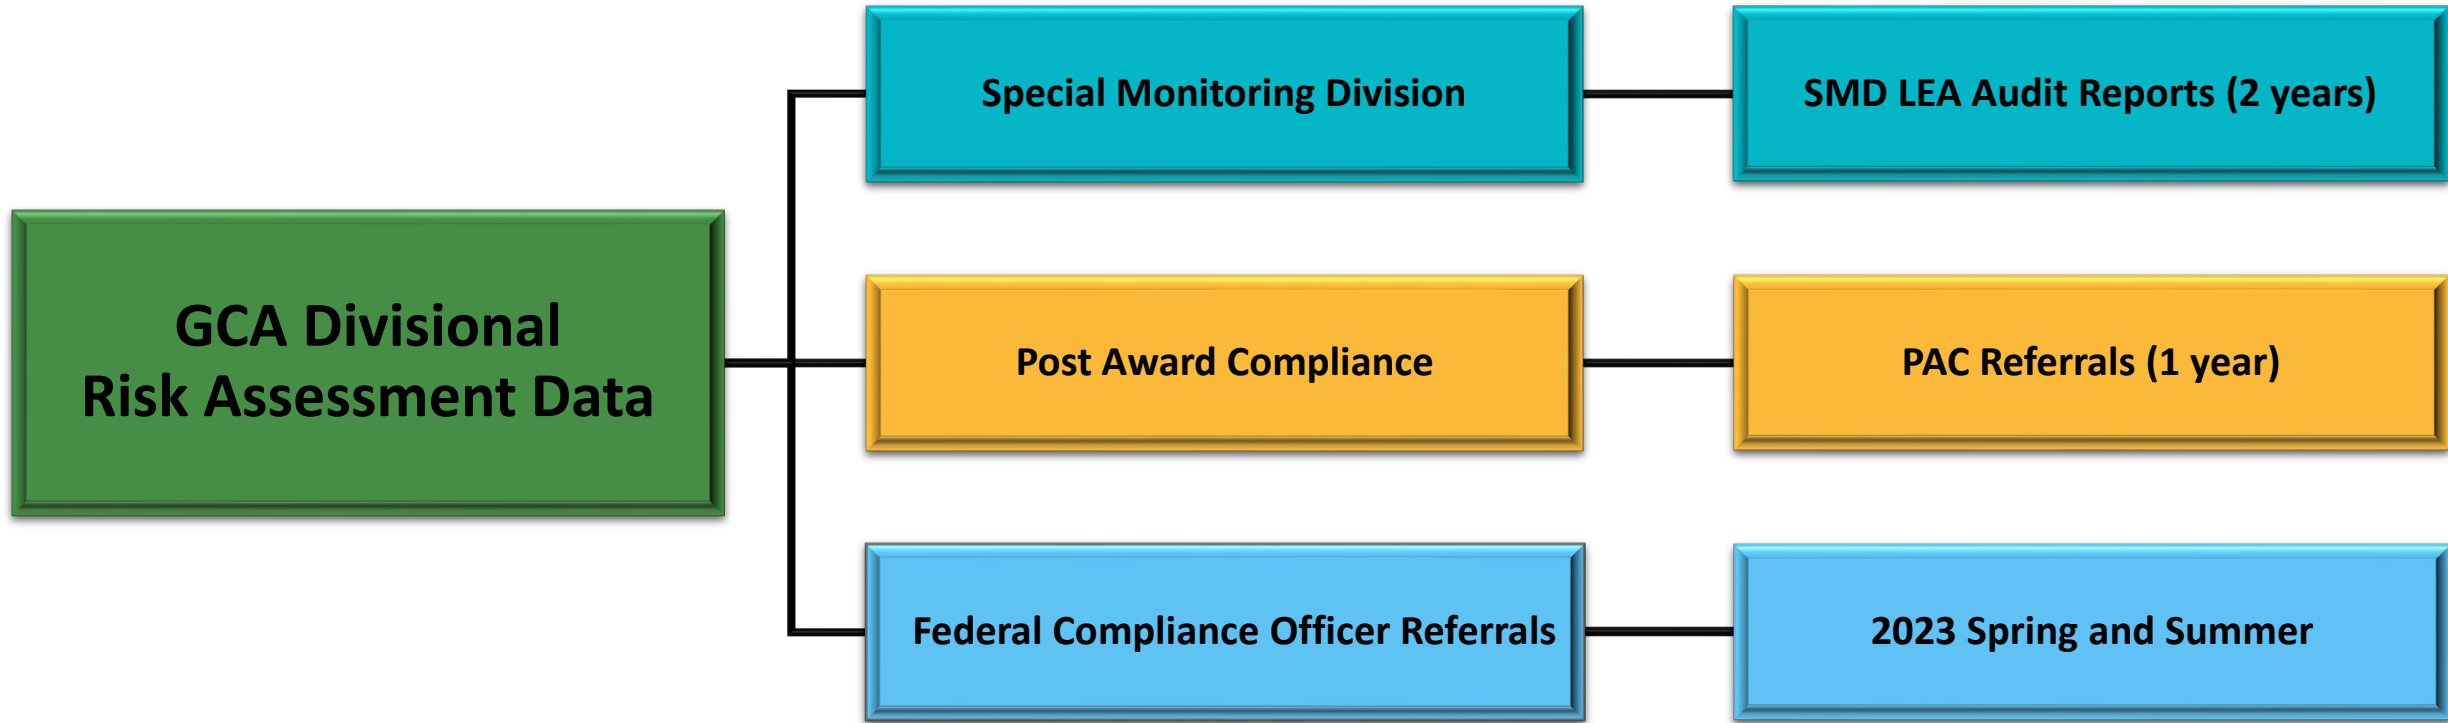 GCA Divisional
Risk Assessment Data
Special Monitoring Division
SMD LEA Audit Reports (2 years)
Post Award Compliance
PAC Referrals (1 year)
Federal Compliance Officer Referrals
2023 Spring and Summer